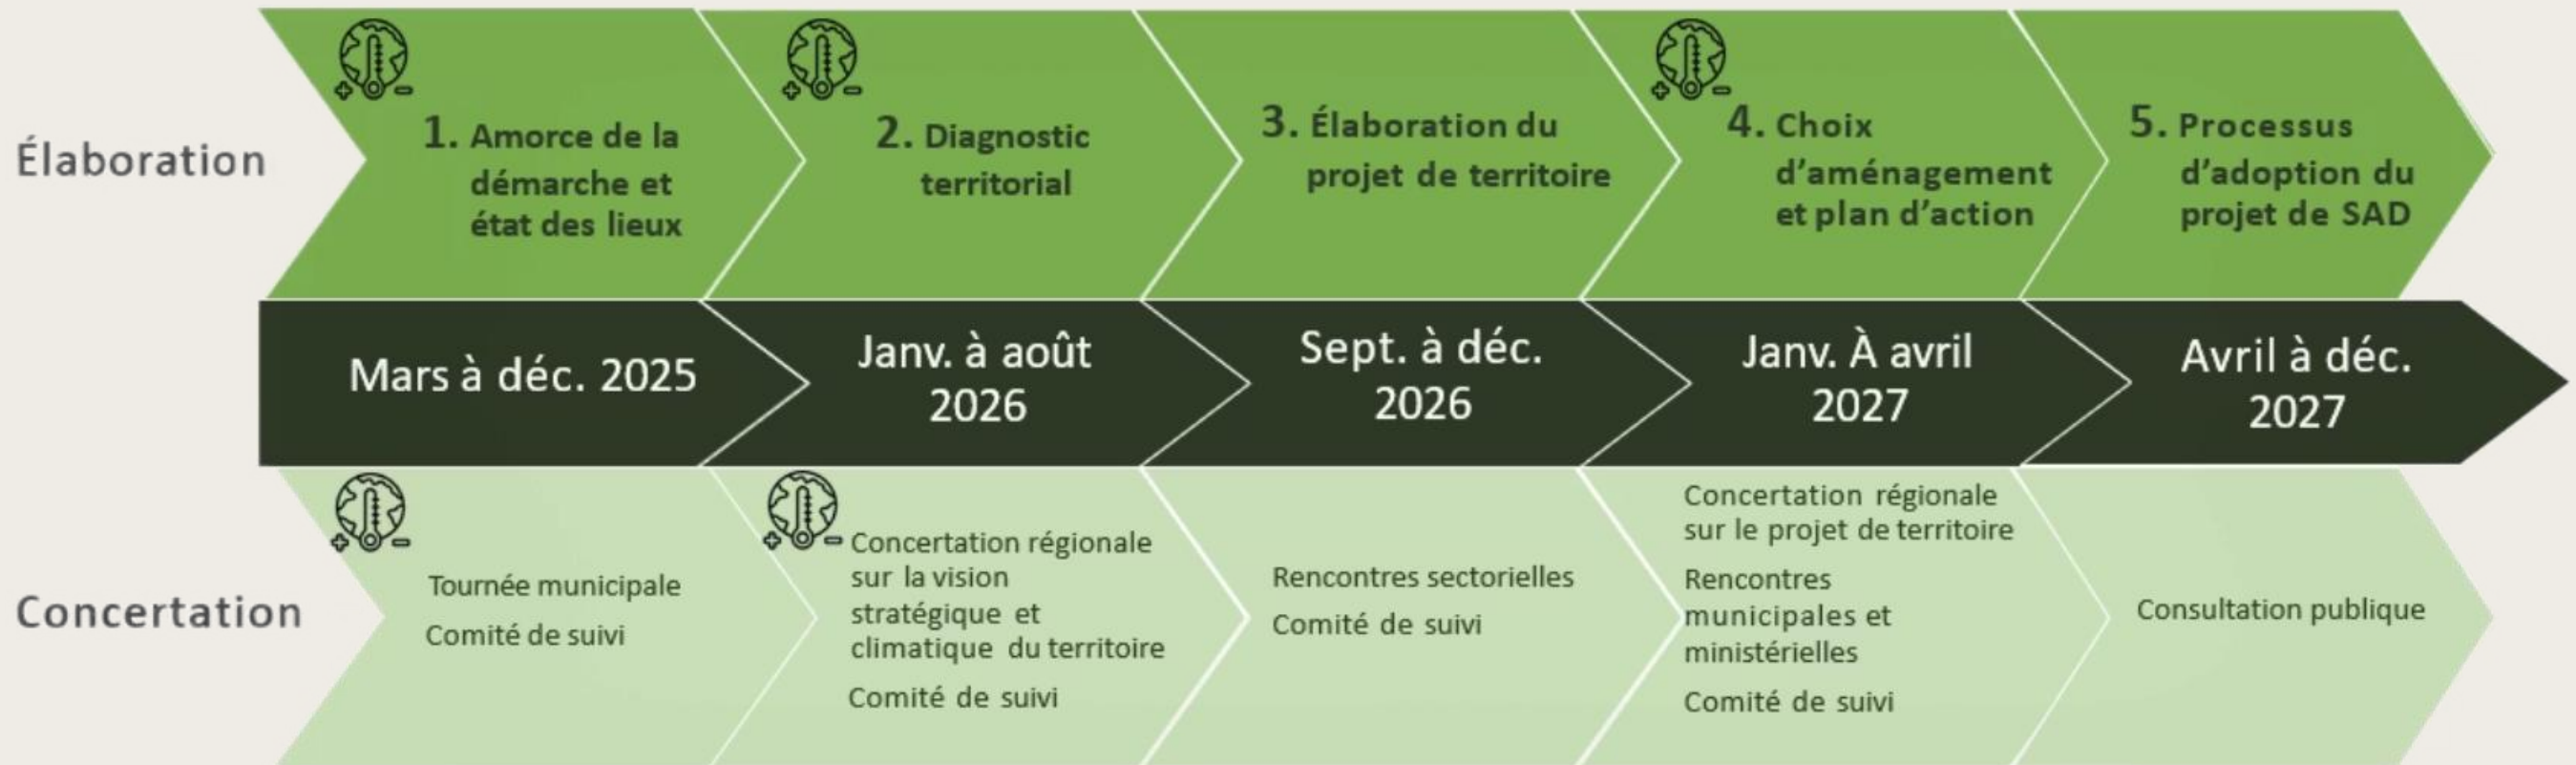 Élaboration
1. Amorce de la
démarche et
état des lieux
2. Diagnostic
territorial
3. Élaboration du
projet de territoire
4. Choix
d'aménagement
et plan d'action
5. Processus
d'adoption du
projet de SAD
Mars à déc. 2025
Janv. à août
2026
Sept. à déc.
2026
Janv. À avril
2027
Avril à déc.
2027
Concertation
Tournée municipale
Comité de suivi
Concertation régionale
sur la vision
stratégique et
climatique du territoire
Comité de suivi
Rencontres sectorielles
Comité de suivi
Concertation régionale
sur le projet de territoire
Rencontres
municipales et
ministérielles
Comité de suivi
Consultation publique